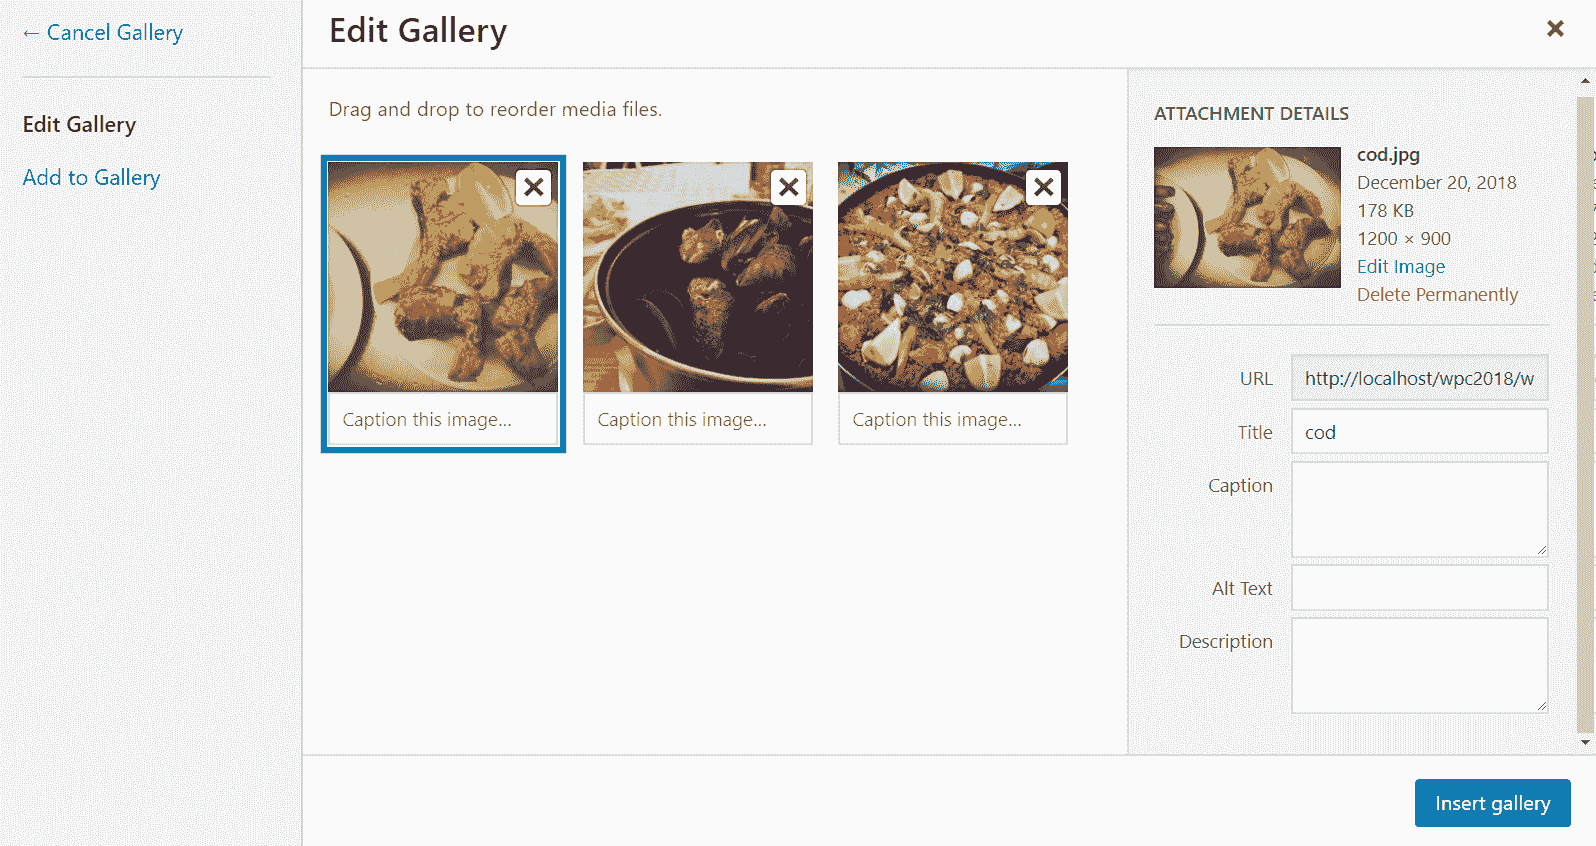 ← Cancel Gallery
Edit Gallery
Add to Gallery
Edit Gallery
Drag and drop to reorder media files.
Caption this image...
Caption this image...
Caption this image...
ATTACHMENT DETAILS
cod.jpg
December 20, 2018
178 KB
1200 × 900
Edit Image
Delete Permanently
URL http://localhost/wpc2018/w
Title cod
Caption
Alt Text
Description
Insert gallery